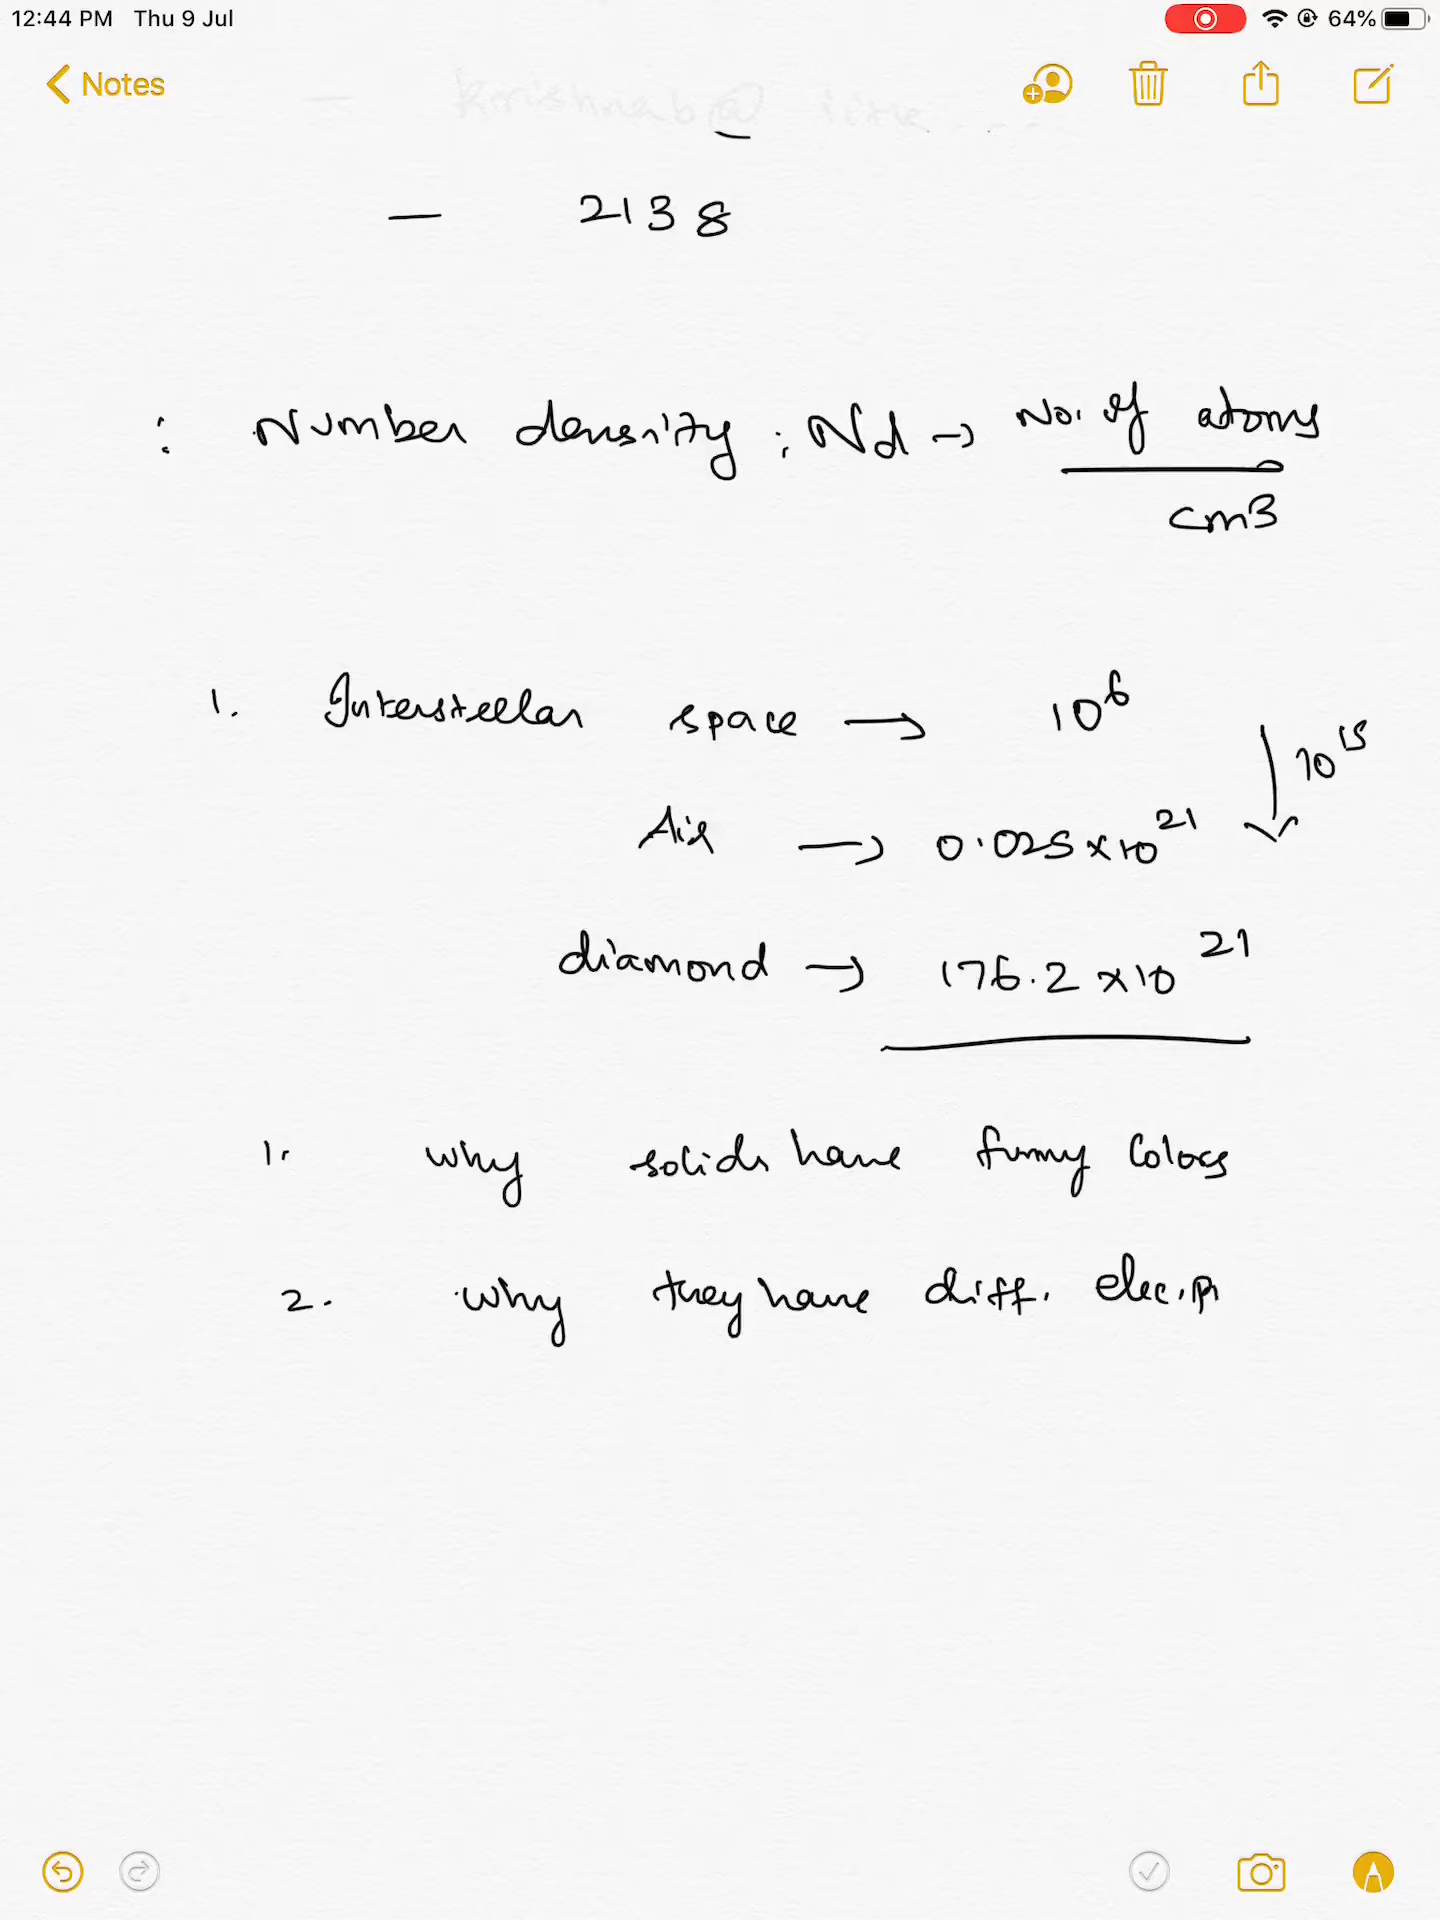 12:44 PM Thu 9 Jul 64%
Notes
— 2138
: Number density : Nd → No. of atoms
cm3
1. Interstellar space → 10^6
↓ 10^15
Air → 0.025 × 10^21
diamond → 176.2 × 10^21
1. why solids have funny colors
2. why they have diff. elec.